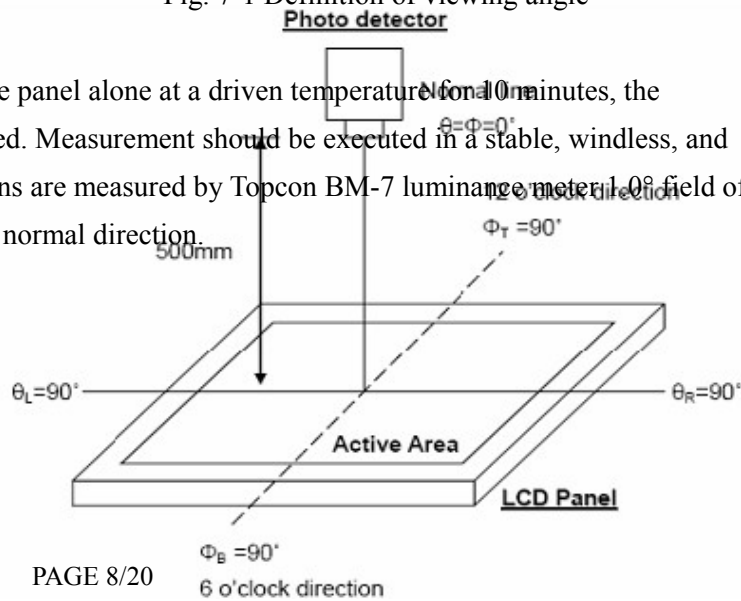 Fig. 7-1 Definition of viewing angle
Photo detector
e panel alone at a driven temperature for 10 minutes, the
Normal line
θ=Φ=0˚
ed. Measurement should be executed in a stable, windless, and
ns are measured by Topcon BM-7 luminance meter 1.0° field of
12 o'clock direction
normal direction.
ΦT =90˚
500mm
θL=90˚
θR=90˚
Active Area
LCD Panel
ΦB =90˚
PAGE 8/20
6 o'clock direction